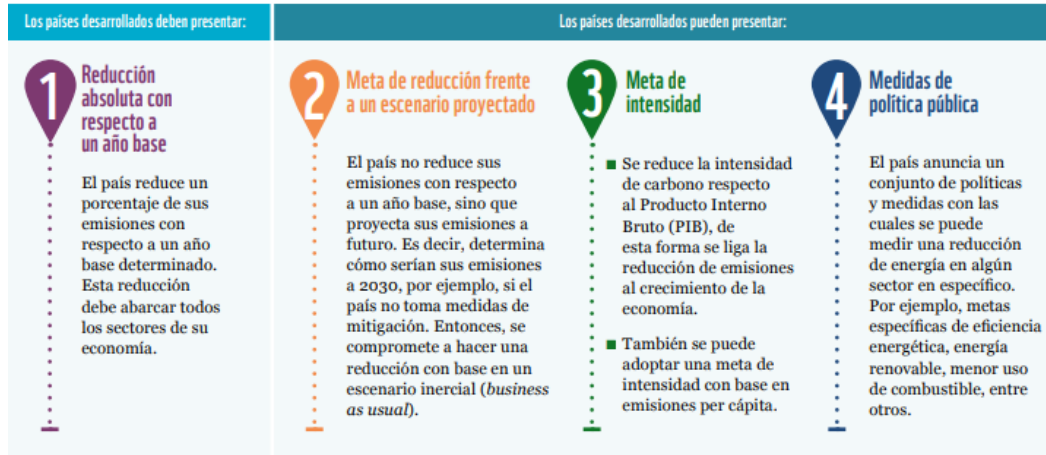 Los países desarrollados deben presentar:
Los países desarrollados pueden presentar:
1
Reducción
absoluta con
respecto a
un año base
El país reduce un
porcentaje de sus
emisiones con
respecto a un año
base determinado.
Esta reducción
debe abarcar todos
los sectores de su
economía.
2
Meta de reducción frente
a un escenario proyectado
El país no reduce sus
emisiones con respecto
a un año base, sino que
proyecta sus emisiones a
futuro. Es decir, determina
cómo serían sus emisiones
a 2030, por ejemplo, si el
país no toma medidas de
mitigación. Entonces, se
compromete a hacer una
reducción con base en un
escenario inercial (business
as usual).
3
Meta de
intensidad
■ Se reduce la intensidad
de carbono respecto
al Producto Interno
Bruto (PIB), de
esta forma se liga la
reducción de emisiones
al crecimiento de la
economía.
■ También se puede
adoptar una meta de
intensidad con base en
emisiones per cápita.
4
Medidas de
política pública
El país anuncia un
conjunto de políticas
y medidas con las
cuales se puede
medir una reducción
de energía en algún
sector en específico.
Por ejemplo, metas
específicas de eficiencia
energética, energía
renovable, menor uso
de combustible, entre
otros.